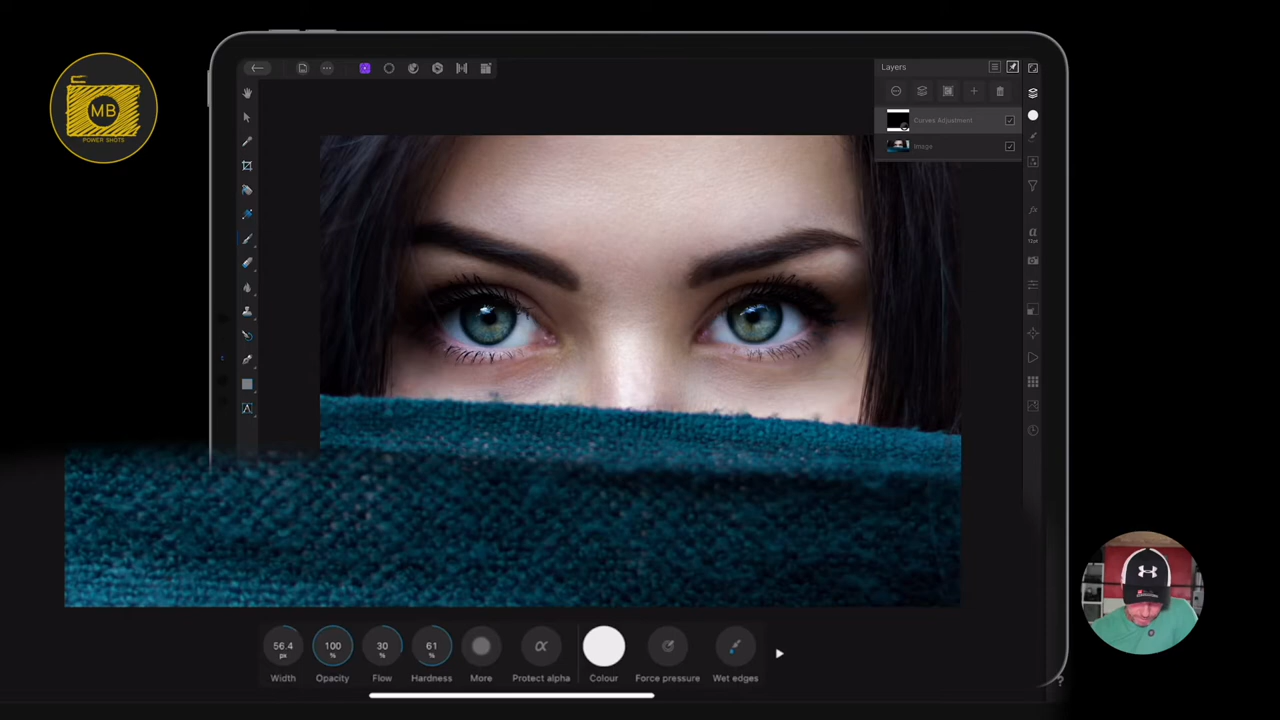 MB
POWER SHOTS
Layers
Curves Adjustment
Image
a
12pt
56.4
px
100
%
30
%
61
%
α
Width
Opacity
Flow
Hardness
More
Protect alpha
Colour
Force pressure
Wet edges
?